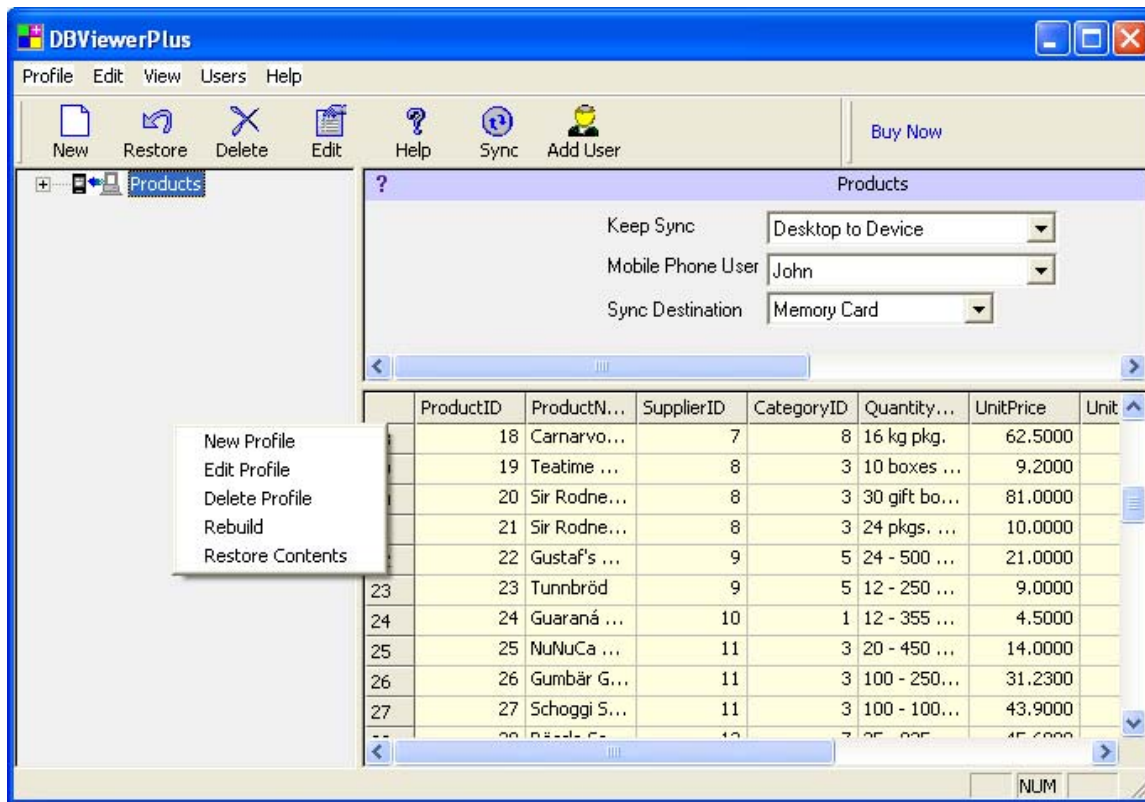 DBViewerPlus
Profile Edit View Users Help
New Restore Delete Edit Help Sync Add User Buy Now
Products
? Products
Keep Sync Desktop to Device
Mobile Phone User John
Sync Destination Memory Card
ProductID ProductN... SupplierID CategoryID Quantity... UnitPrice Unit
18 Carnarvo... 7 8 16 kg pkg. 62.5000
19 Teatime ... 8 3 10 boxes ... 9.2000
20 Sir Rodne... 8 3 30 gift bo... 81.0000
21 Sir Rodne... 8 3 24 pkgs. ... 10.0000
22 Gustaf's ... 9 5 24 - 500 ... 21.0000
23 23 Tunnbröd 9 5 12 - 250 ... 9.0000
24 24 Guaraná ... 10 1 12 - 355 ... 4.5000
25 25 NuNuCa ... 11 3 20 - 450 ... 14.0000
26 26 Gumbär G... 11 3 100 - 250... 31.2300
27 27 Schoggi S... 11 3 100 - 100... 43.9000
New Profile
Edit Profile
Delete Profile
Rebuild
Restore Contents
NUM